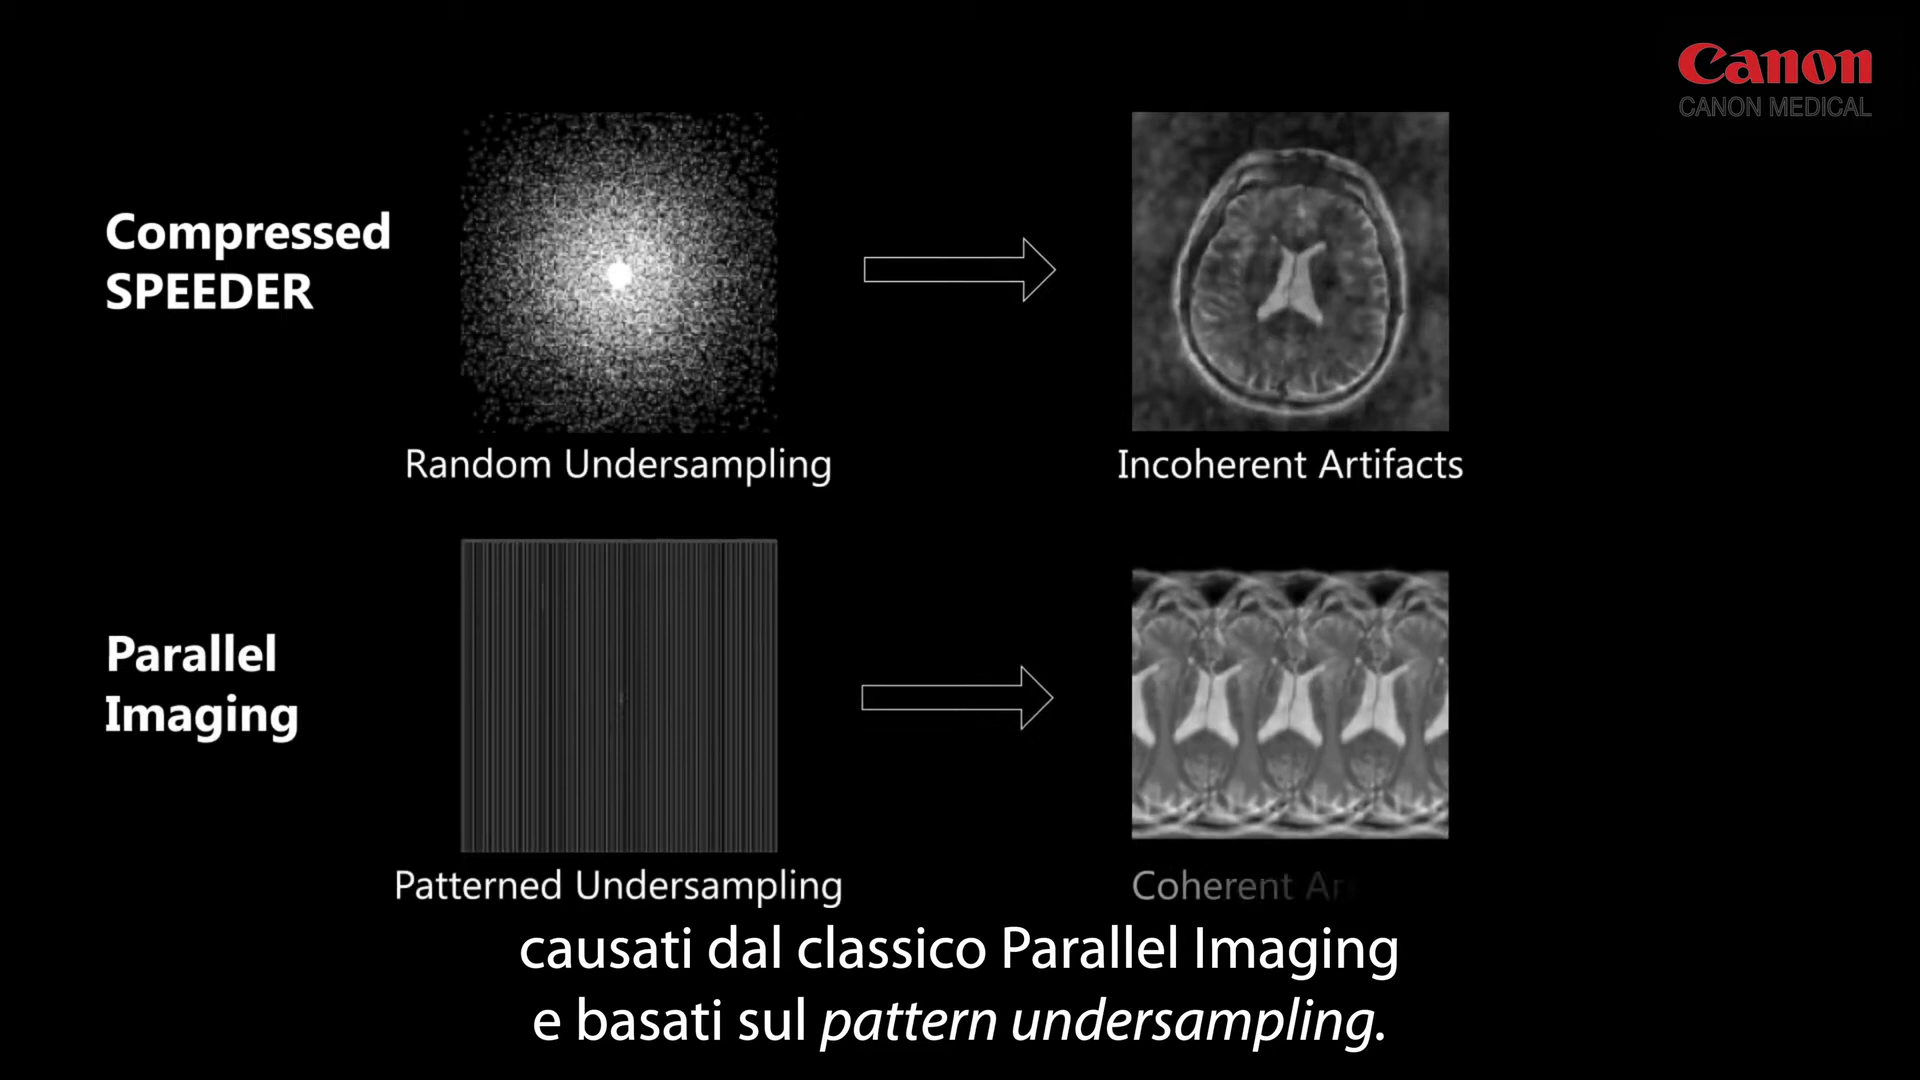 Canon
CANON MEDICAL
Compressed
SPEEDER
Random Undersampling
Incoherent Artifacts
Parallel
Imaging
Patterned Undersampling
Coherent
causati dal classico Parallel Imaging
e basati sul pattern undersampling.